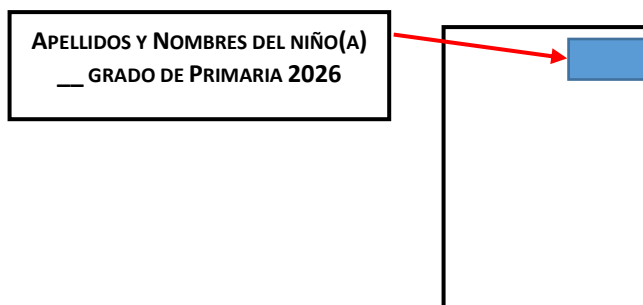 APELLIDOS Y NOMBRES DEL NIÑO(A)
__ GRADO DE PRIMARIA 2026